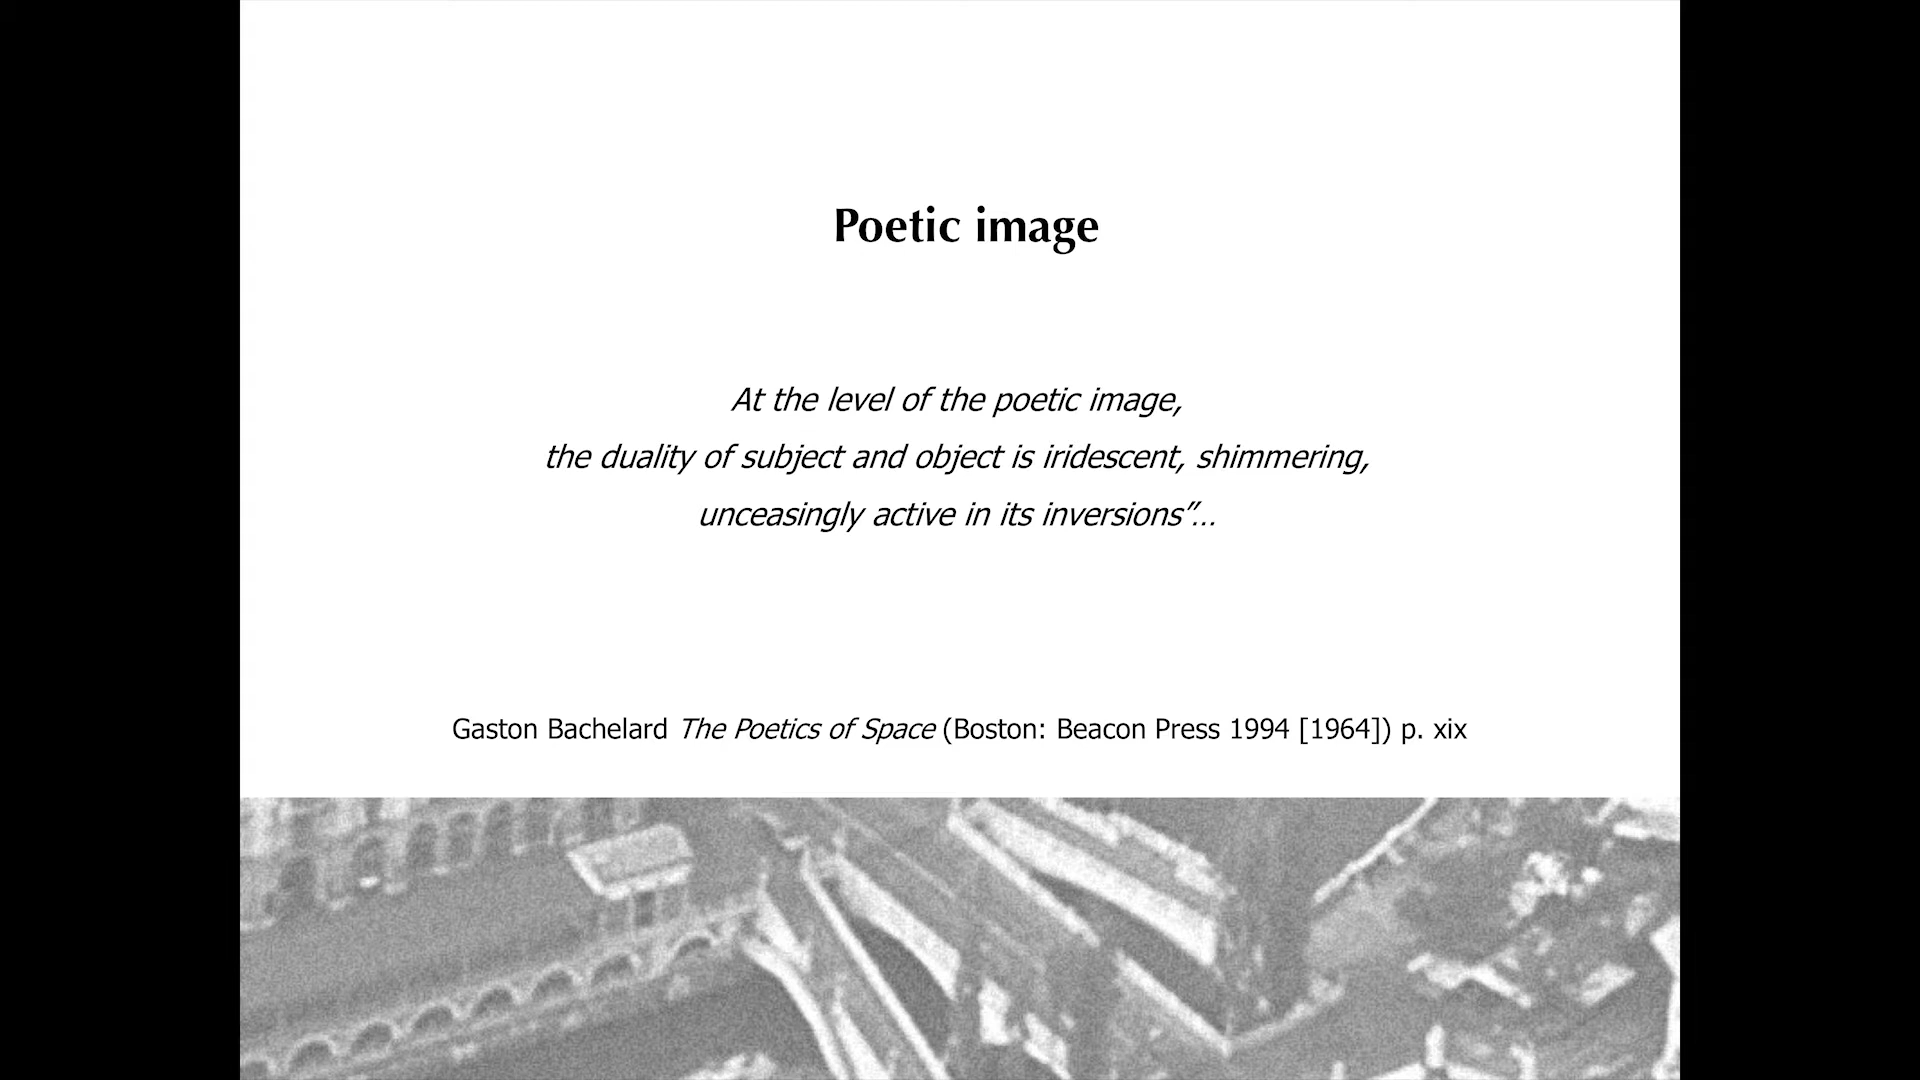 Poetic image
At the level of the poetic image,
the duality of subject and object is iridescent, shimmering,
unceasingly active in its inversions”…
Gaston Bachelard The Poetics of Space (Boston: Beacon Press 1994 [1964]) p. xix